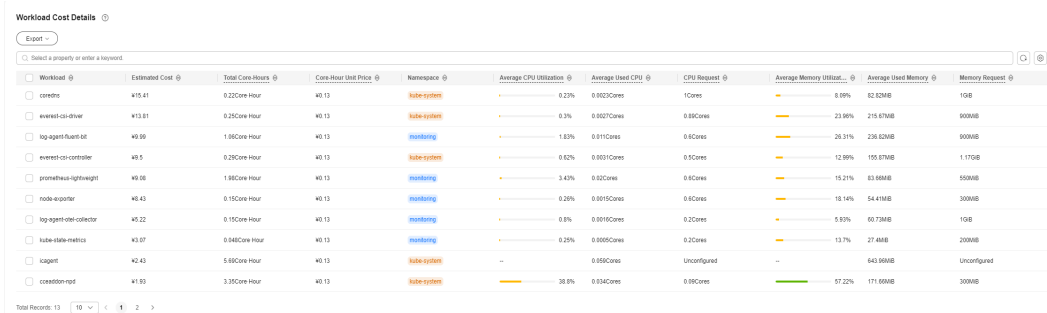 Workload Cost Details
Export
Select a property or enter a keyword.
Workload Estimated Cost Total Core-Hours Core-Hour Unit Price Namespace Average CPU Utilization Average Used CPU CPU Request Average Memory Utilizat... Average Used Memory Memory Request
coredns ¥15.41 0.22Core Hour ¥0.13 kube-system 0.23% 0.0023Cores 1Cores 8.09% 82.82MiB 1GiB
everest-csi-driver ¥13.81 0.25Core Hour ¥0.13 kube-system 0.3% 0.0027Cores 0.89Cores 23.96% 215.67MiB 900MiB
log-agent-fluent-bit ¥9.99 1.06Core Hour ¥0.13 monitoring 1.83% 0.011Cores 0.6Cores 26.31% 236.82MiB 900MiB
everest-csi-controller ¥9.5 0.29Core Hour ¥0.13 kube-system 0.62% 0.0031Cores 0.5Cores 12.99% 155.87MiB 1.17GiB
prometheus-lightweight ¥9.08 1.98Core Hour ¥0.13 monitoring 3.43% 0.02Cores 0.6Cores 15.21% 83.66MiB 550MiB
node-exporter ¥8.43 0.15Core Hour ¥0.13 monitoring 0.26% 0.0015Cores 0.6Cores 18.14% 54.41MiB 300MiB
log-agent-otel-collector ¥5.22 0.15Core Hour ¥0.13 monitoring 0.8% 0.0016Cores 0.2Cores 5.93% 60.73MiB 1GiB
kube-state-metrics ¥3.07 0.048Core Hour ¥0.13 monitoring 0.25% 0.0005Cores 0.2Cores 13.7% 27.4MiB 200MiB
icagent ¥2.43 5.69Core Hour ¥0.13 kube-system -- 0.059Cores Unconfigured -- 643.96MiB Unconfigured
cceaddon-npd ¥1.93 3.35Core Hour ¥0.13 kube-system 38.8% 0.034Cores 0.09Cores 57.22% 171.66MiB 300MiB
Total Records: 13 10 < 1 2 >